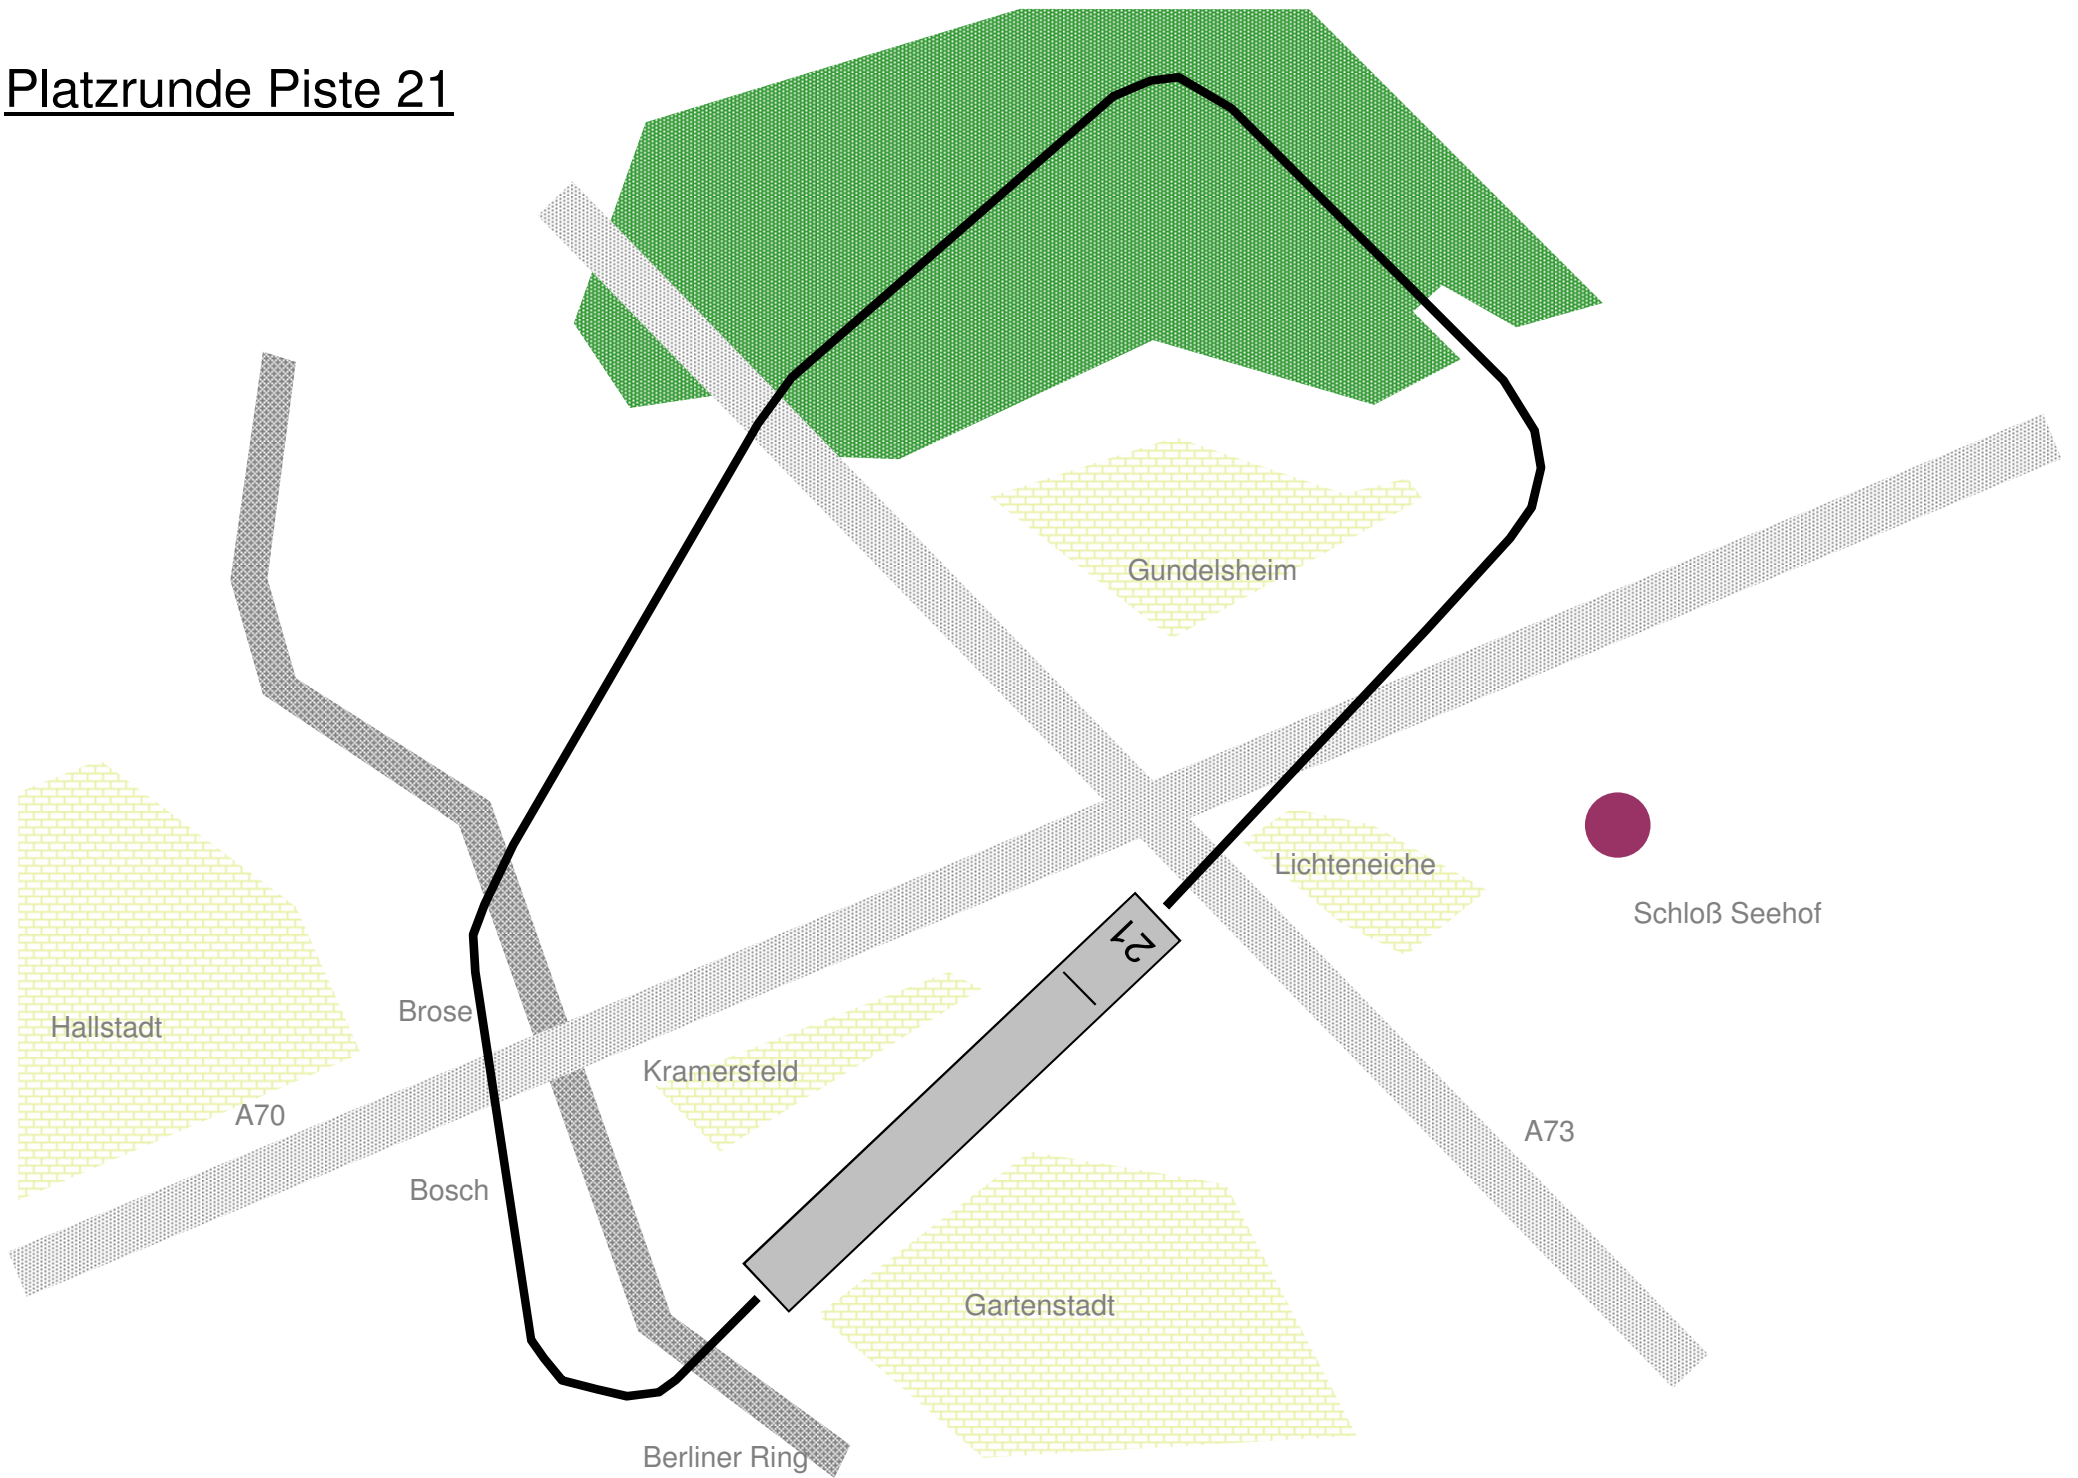 Platzrunde Piste 21
Gundelsheim
Lichteneiche
Schloß Seehof
21
Brose
Hallstadt
Kramersfeld
A70
A73
Bosch
Gartenstadt
Berliner Ring